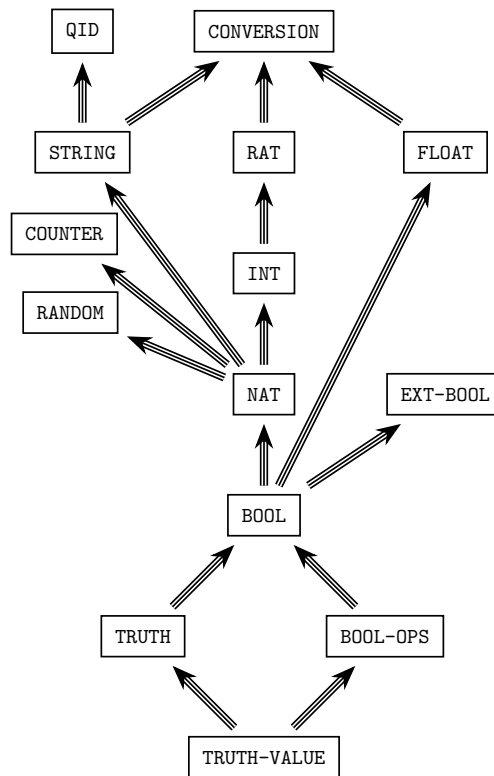 QID
CONVERSION
STRING
RAT
FLOAT
COUNTER
INT
RANDOM
NAT
EXT-BOOL
BOOL
TRUTH
BOOL-OPS
TRUTH-VALUE